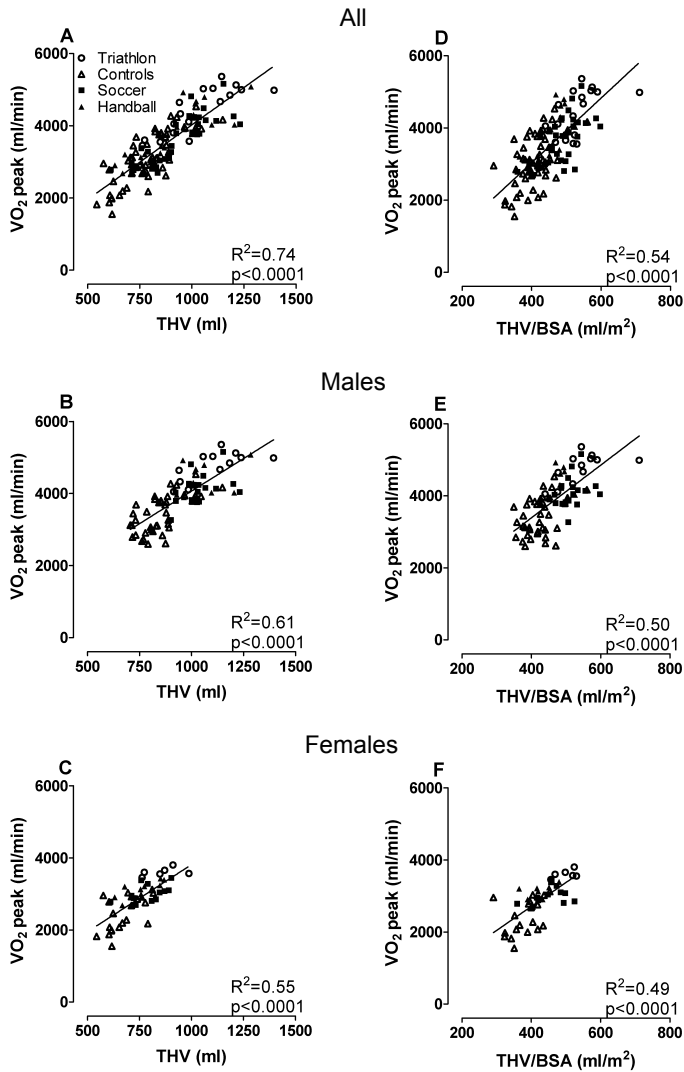 All
A
6000
4000
2000
0
VO2 peak (ml/min)
Triathlon
Controls
Soccer
Handball
R2=0.74
p<0.0001
500 750 1000 1250 1500
THV (ml)
D
6000
4000
2000
0
VO2 peak (ml/min)
R2=0.54
p<0.0001
200 400 600 800
THV/BSA (ml/m2)
Males
B
6000
4000
2000
0
VO2 peak (ml/min)
R2=0.61
p<0.0001
500 750 1000 1250 1500
THV (ml)
E
6000
4000
2000
0
VO2 peak (ml/min)
R2=0.50
p<0.0001
200 400 600 800
THV/BSA (ml/m2)
Females
C
6000
4000
2000
0
VO2 peak (ml/min)
R2=0.55
p<0.0001
500 750 1000 1250 1500
THV (ml)
F
6000
4000
2000
0
VO2 peak (ml/min)
R2=0.49
p<0.0001
200 400 600 800
THV/BSA (ml/m2)